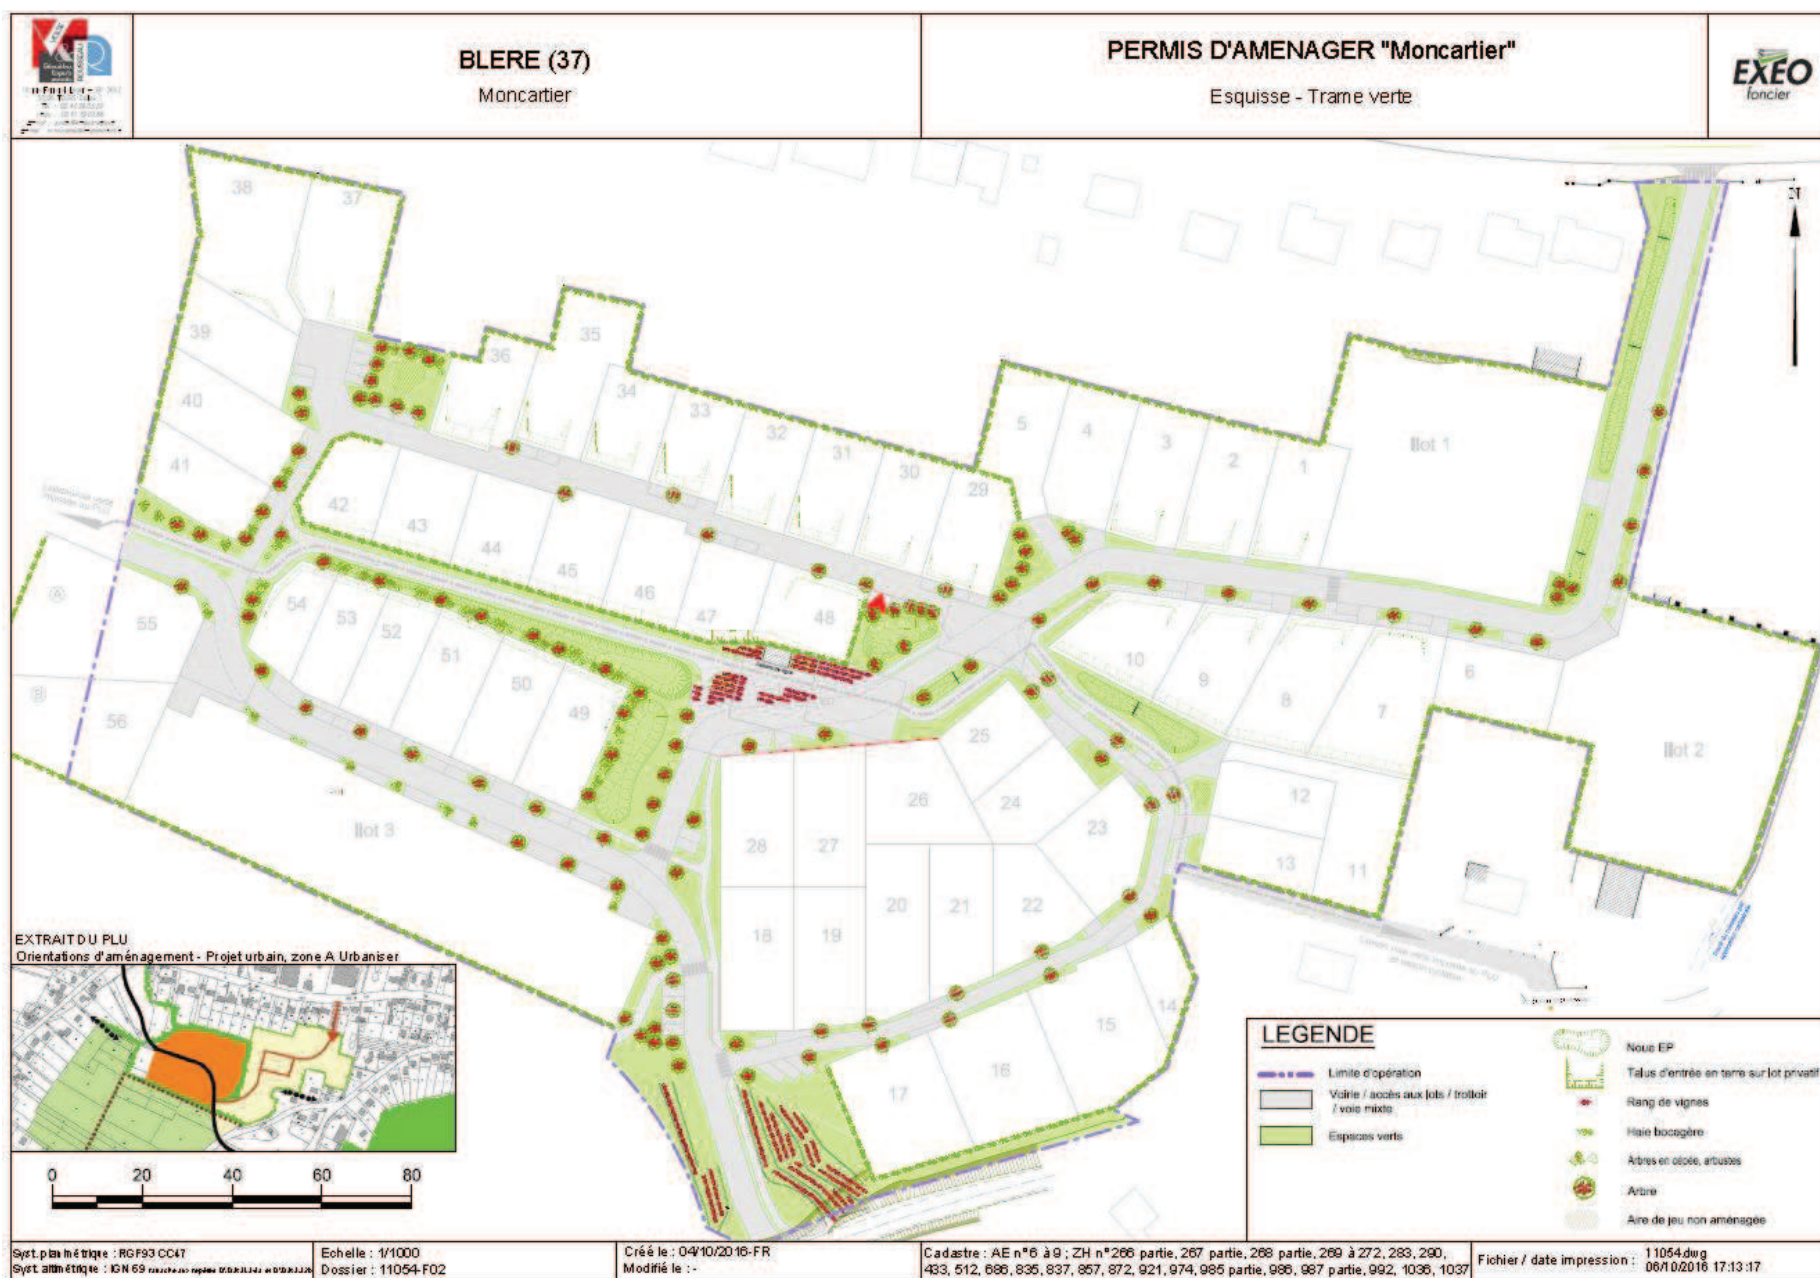 BLERE (37)
Moncartier
PERMIS D'AMENAGER "Moncartier"
Esquisse - Trame verte
EXEO
foncier
N
38
37
39
40
41
36
35
34
33
32
31
30
29
5
4
3
2
1
Ilot 1
42
43
44
45
46
47
48
54
53
52
51
50
49
55
56
A
B
10
9
8
7
6
Ilot 2
25
26
24
23
28
27
12
13
11
20
21
22
18
19
17
16
15
14
Ilot 3
EXTRAIT DU PLU
Orientations d'aménagement - Projet urbain, zone A Urbaniser
0 20 40 60 80
LEGENDE
Limite d'opération
Voirie / accès aux lots / trottoir
/ voie mixte
Espaces verts
Noue EP
Talus d'entrée en terre sur lot privatif
Rang de vignes
Haie bocagère
Arbres en cépée, arbustes
Arbre
Aire de jeu non aménagée
Syst. planimétrique : RGF93 CC47
Syst. altimétrique : IGN 69
Echelle : 1/1000
Dossier : 11054-F02
Créé le : 04/10/2016-FR
Modifié le : -
Cadastre : AE n°6 à 9 ; ZH n°266 partie, 267 partie, 268 partie, 269 à 272, 283, 290,
433, 512, 686, 835, 837, 857, 872, 921, 974, 985 partie, 986, 987 partie, 992, 1036, 1037
Fichier / date impression :
11054.dwg
06/10/2016 17:13:17